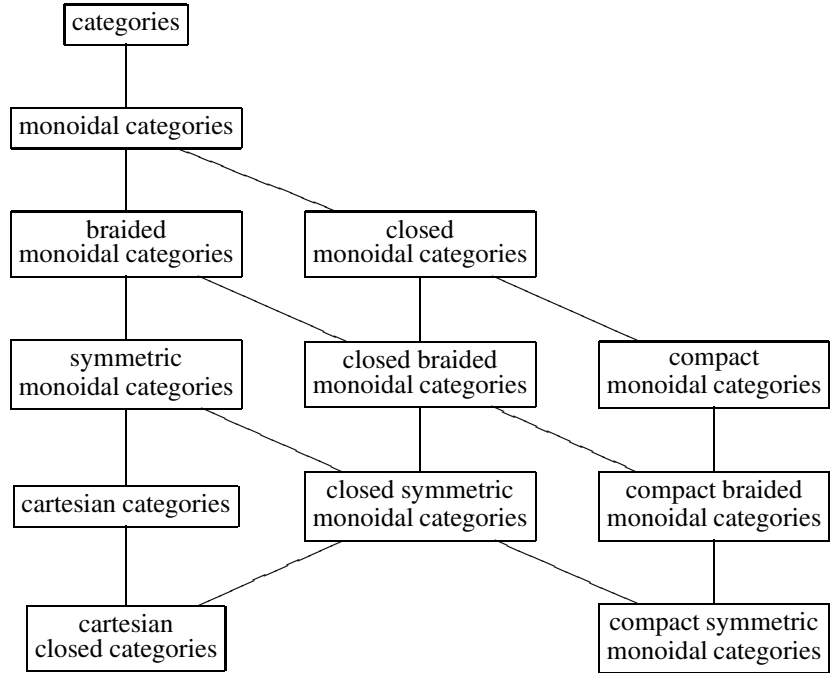 categories
monoidal categories
braided
monoidal categories
closed
monoidal categories
symmetric
monoidal categories
closed braided
monoidal categories
compact
monoidal categories
cartesian categories
closed symmetric
monoidal categories
compact braided
monoidal categories
cartesian
closed categories
compact symmetric
monoidal categories